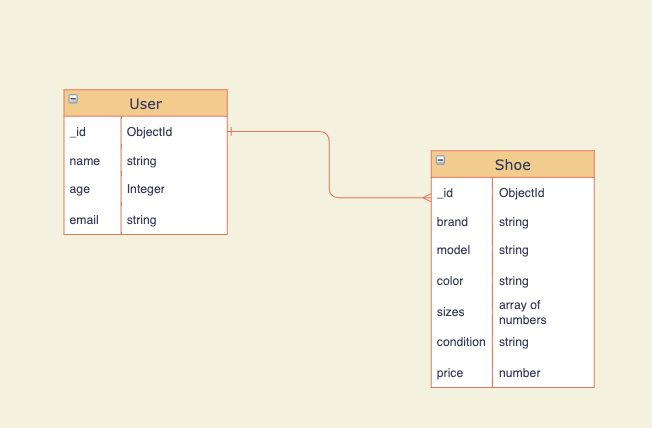 User
_id ObjectId
name string
age Integer
email string
Shoe
_id ObjectId
brand string
model string
color string
sizes array of
numbers
condition string
price number